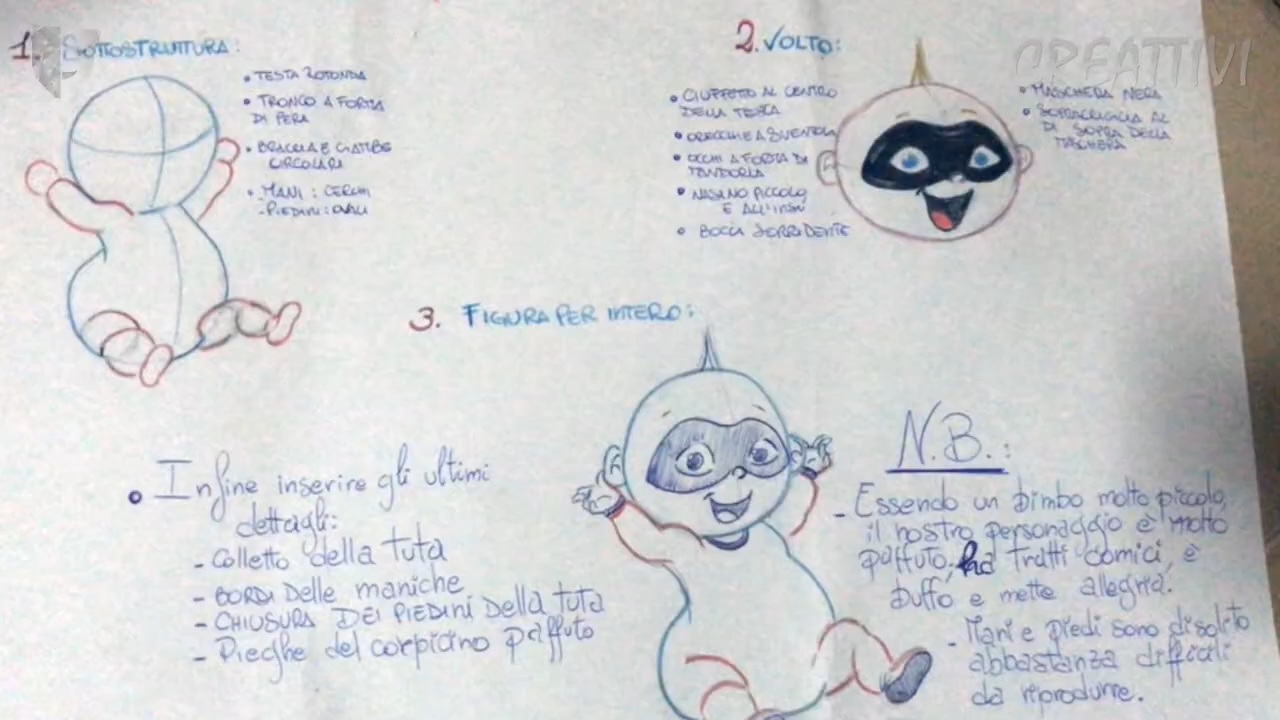 1. SOTTOSTRUTTURA:
• TESTA ROTONDA
• TRONCO A FORMA
DI PERA
• BRACCIA E GAMBE
CIRCOLARI
• -MANI: CERCHI
-PIEDINI: OVALI
2. VOLTO:
• CIUFFETTO AL CENTRO
DELLA TESTA
• ORECCHIE A SVENTOLA
• OCCHI A FORMA DI
MANDORLA
• NASINO PICCOLO
E ALL'INSÙ
• BOCCA SORRIDENTE
CREATTIVI
• MASCHERA NERA
• SOPRACCIGLIA AL
DI SOPRA DELLA
MASCHERA
3. FIGURA PER INTERO:
• Infine inserire gli ultimi
dettagli:
- Colletto della tuta
- BORDI Delle maniche
- CHIUSURA DEI PIEDINI Della tuta
- Pieghe del corpicino paffuto
N.B.:
- Essendo un bimbo molto piccolo,
il nostro personaggio è molto
paffuto, ha tratti comici, è
buffo e mette allegria.
- Mani e piedi sono di solito
abbastanza difficili
da riprodurre.